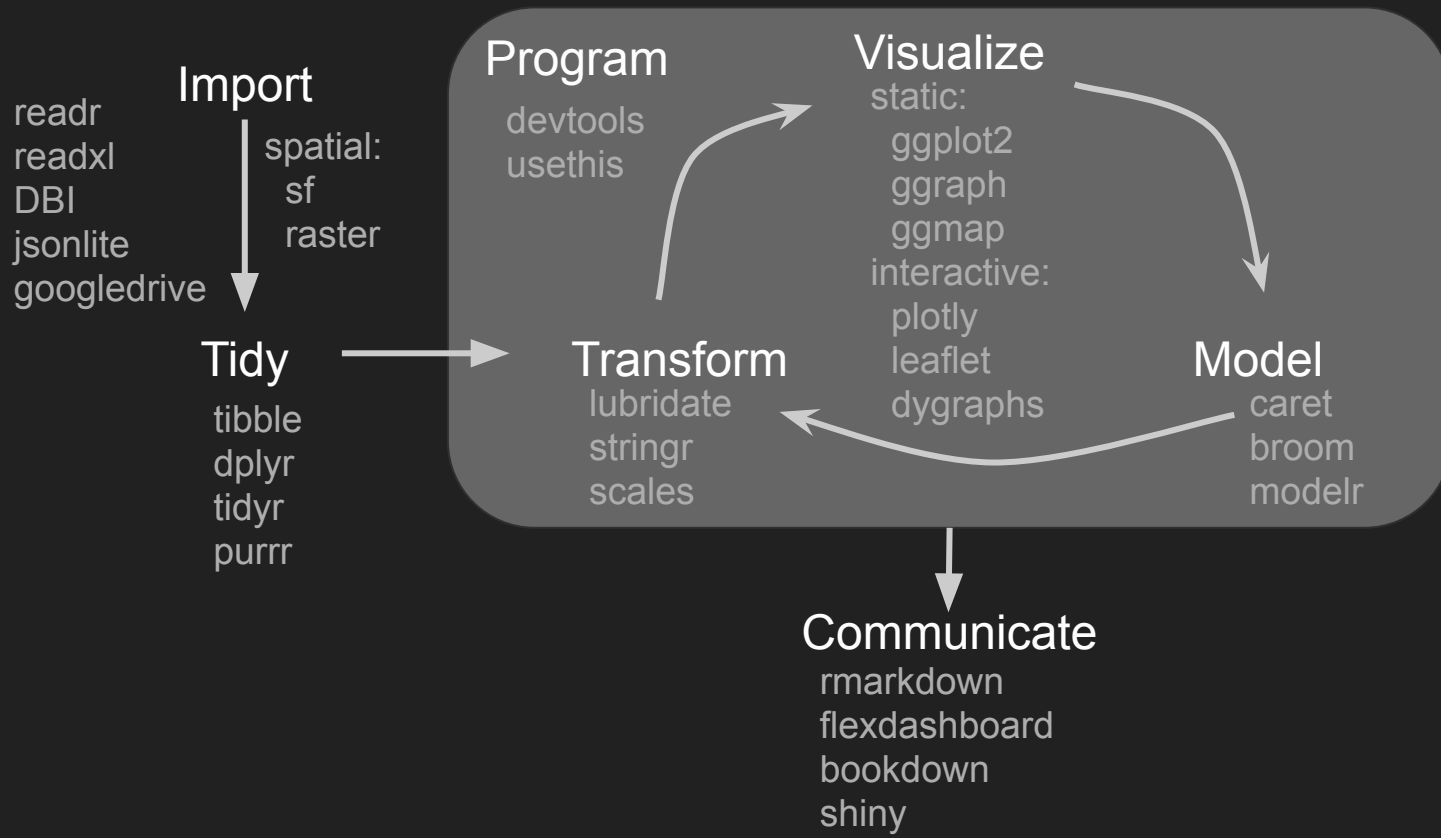 Import
readr
readxl
DBI
jsonlite
googledrive
spatial:
sf
raster
Tidy
tibble
dplyr
tidyr
purrr
Program
devtools
usethis
Transform
lubridate
stringr
scales
Visualize
static:
ggplot2
ggraph
ggmap
interactive:
plotly
leaflet
dygraphs
Model
caret
broom
modelr
Communicate
rmarkdown
flexdashboard
bookdown
shiny